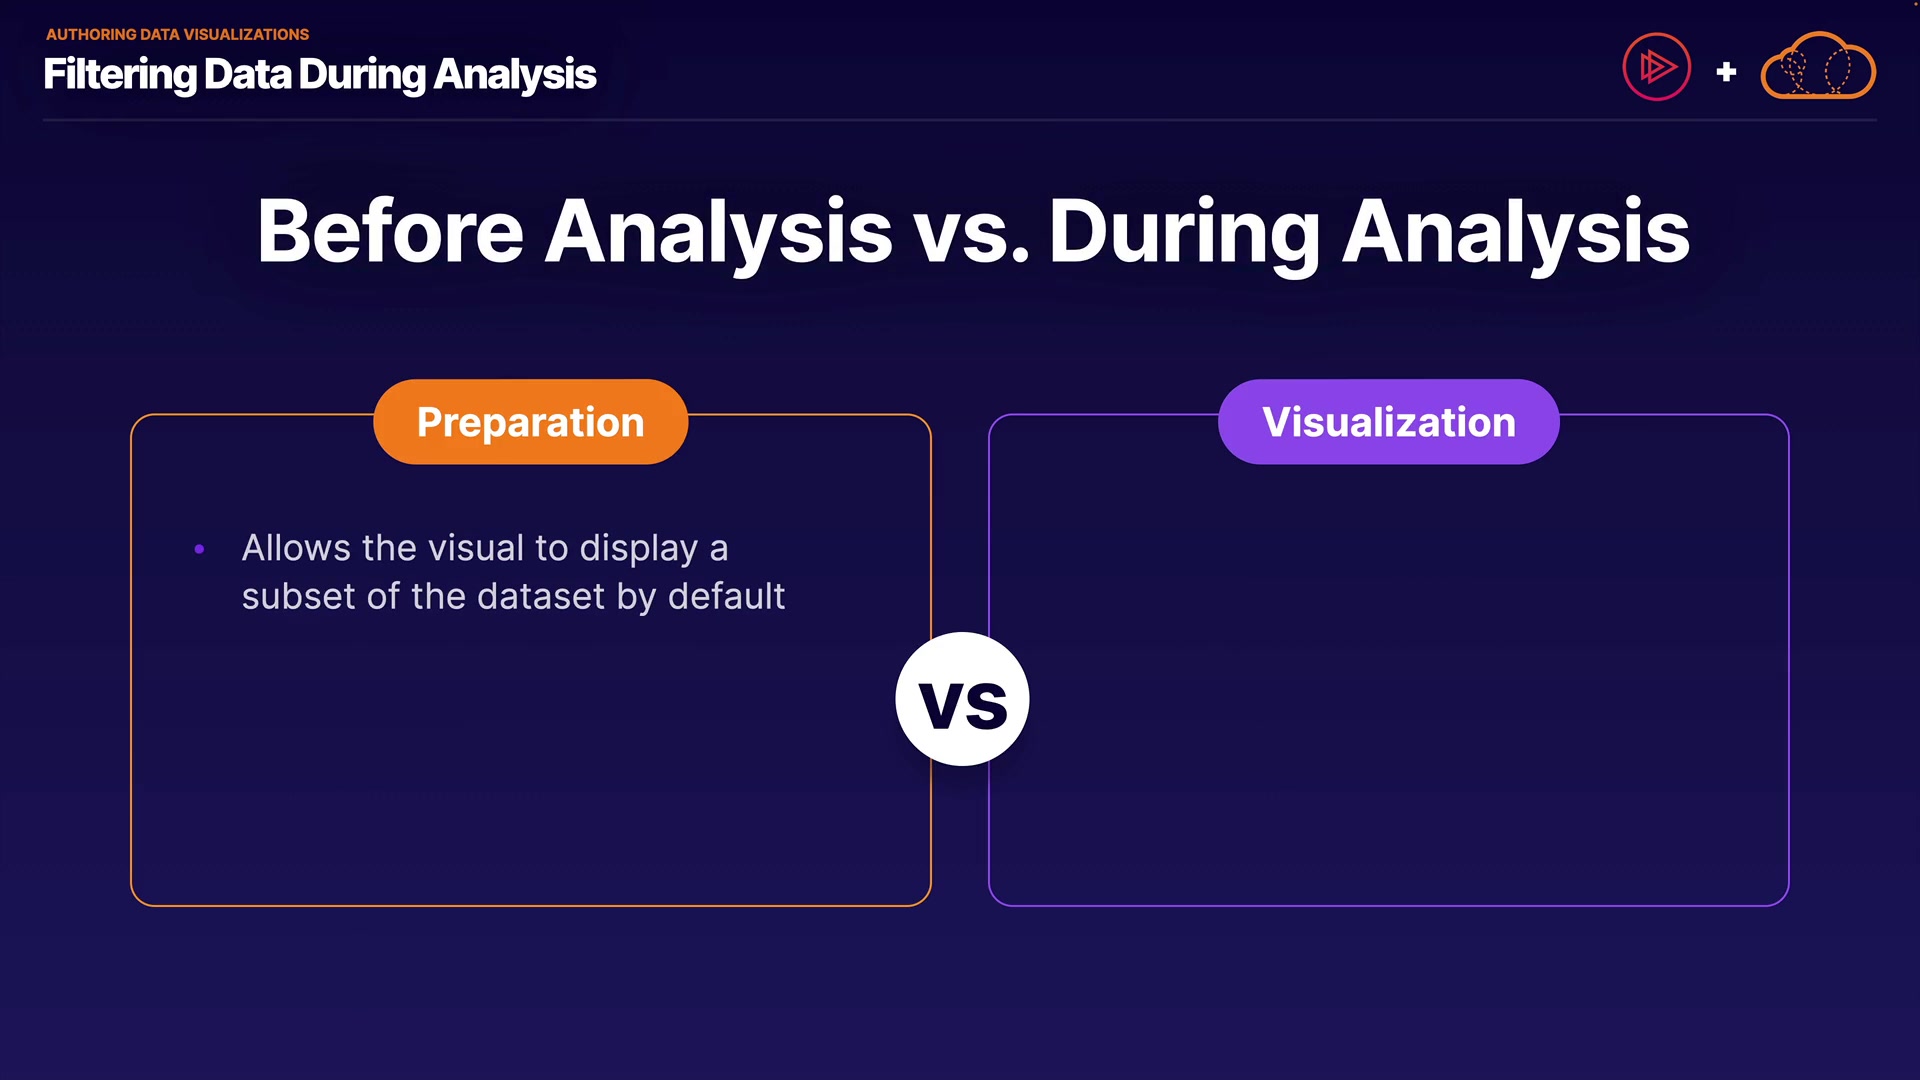 AUTHORING DATA VISUALIZATIONS
Filtering Data During Analysis
+
Before Analysis vs. During Analysis
Preparation
Visualization
• Allows the visual to display a
subset of the dataset by default
VS